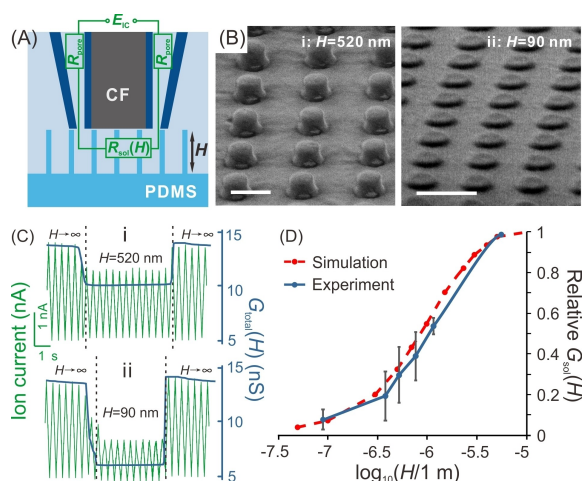 (A)
E_IC
R_pore
R_pore
CF
R_sol(H)
H
PDMS
(B)
i: H=520 nm
ii: H=90 nm
(C)
H→∞
i
H→∞
H=520 nm
15
10
5
1 nA
1 s
H→∞
ii
H→∞
H=90 nm
15
10
5
Ion current (nA)
G_total(H) (nS)
(D)
Simulation
Experiment
1
0.8
0.6
0.4
0.2
0
Relative G_sol(H)
-7.5 -7 -6.5 -6 -5.5 -5
log₁₀(H/1 m)